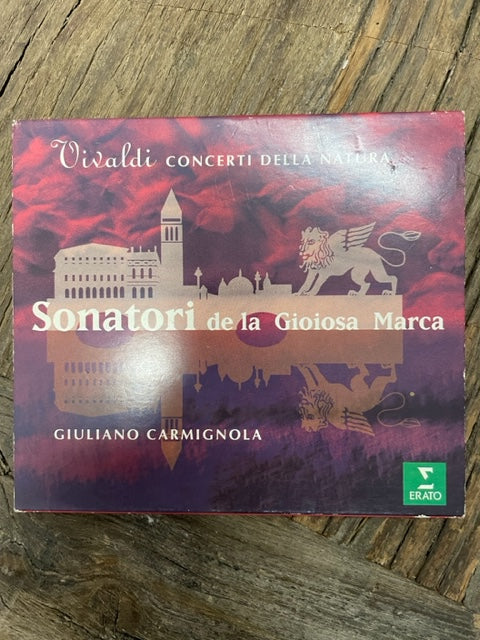 Vivaldi CONCERTI DELLA NATURA
Sonatori de la Gioiosa Marca
GIULIANO CARMIGNOLA
ERATO